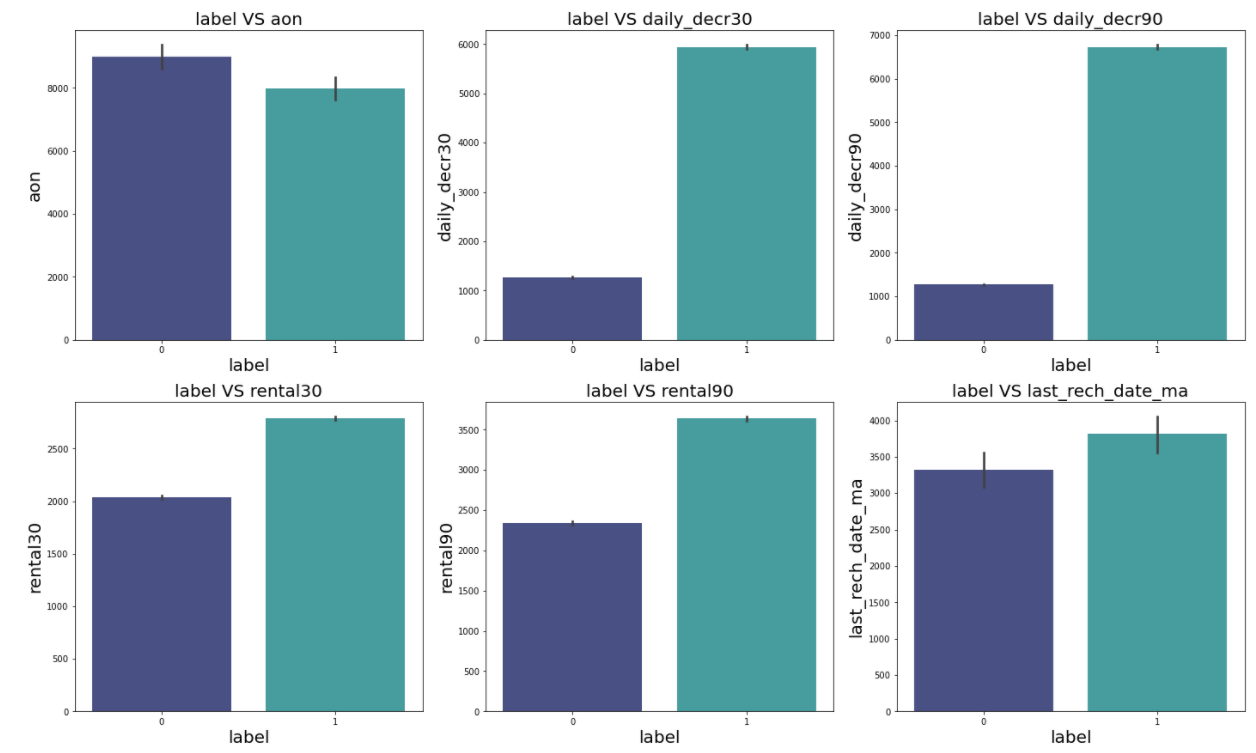 label VS aon
aon
8000
6000
4000
2000
0
0 1
label
label VS daily_decr30
daily_decr30
6000
5000
4000
3000
2000
1000
0
0 1
label
label VS daily_decr90
daily_decr90
7000
6000
5000
4000
3000
2000
1000
0
0 1
label
label VS rental30
rental30
2500
2000
1500
1000
500
0
0 1
label
label VS rental90
rental90
3500
3000
2500
2000
1500
1000
500
0
0 1
label
label VS last_rech_date_ma
last_rech_date_ma
4000
3500
3000
2500
2000
1500
1000
500
0
0 1
label